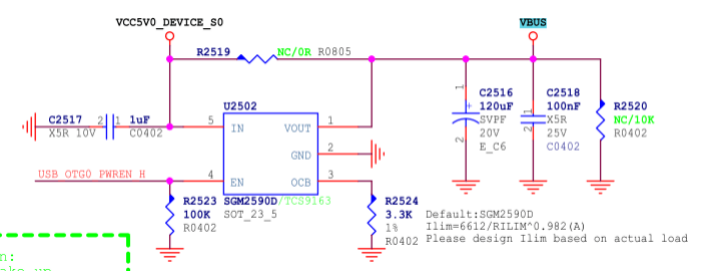 VCC5V0_DEVICE_S0
VBUS
R2519 NC/0R R0805
C2517 2 1 1uF
X5R 10V C0402
U2502
5 IN VOUT 1
GND 2
4 EN OCB 3
USB OTG0 PWREN H
SGM2590D/TCS9163
SOT_23_5
R2523
100K
R0402
R2524
3.3K
1%
R0402
1
+
2
C2516
120uF
SVPF
20V
E_C6
1
2
C2518
100nF
X5R
25V
C0402
R2520
NC/10K
R0402
Default:SGM2590D
Ilim=6612/RILIM^0.982(A)
Please design Ilim based on actual load
n: